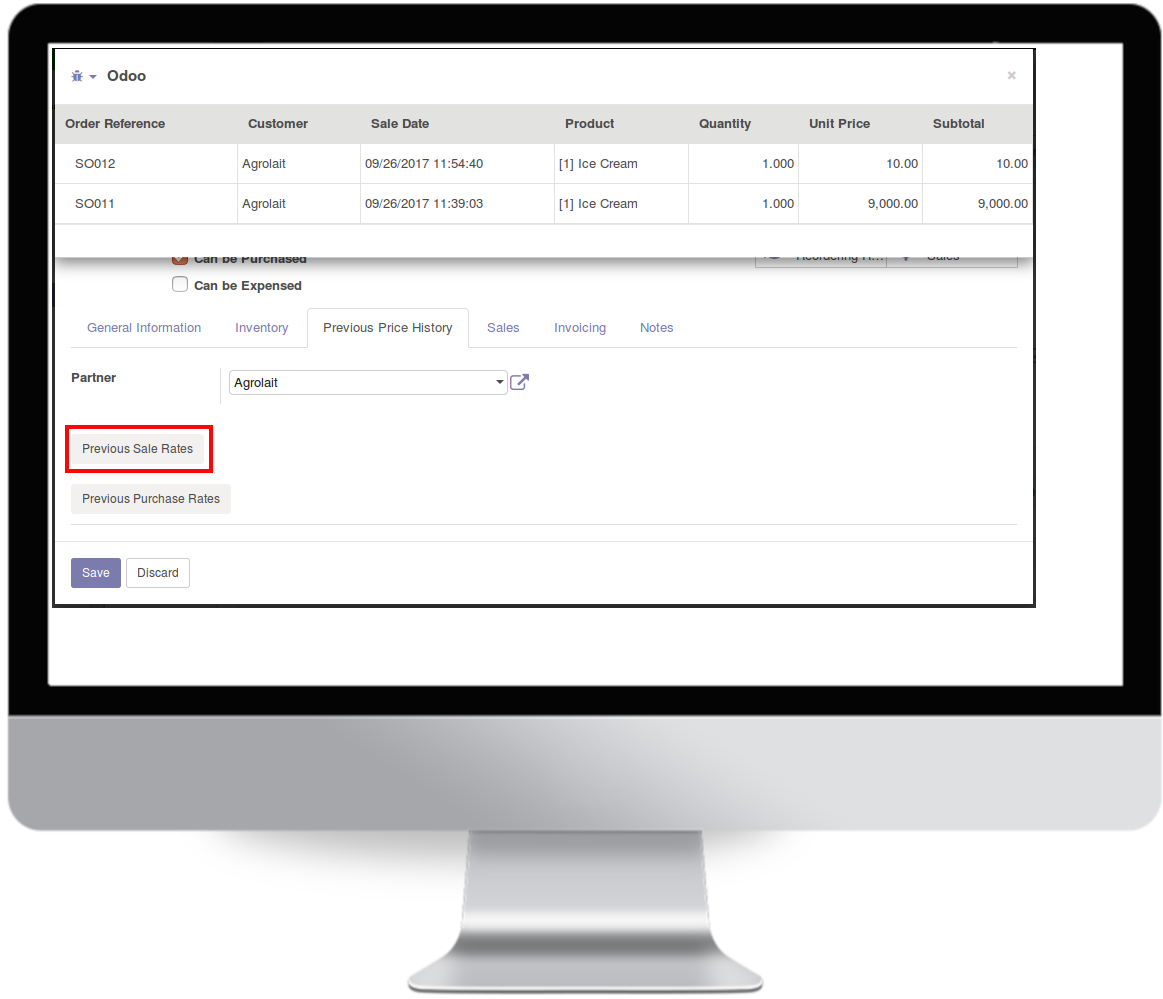 Odoo ×
Order Reference Customer Sale Date Product Quantity Unit Price Subtotal
SO012 Agrolait 09/26/2017 11:54:40 [1] Ice Cream 1.000 10.00 10.00
SO011 Agrolait 09/26/2017 11:39:03 [1] Ice Cream 1.000 9,000.00 9,000.00
Can be Purchased Reordering R... Sales
Can be Expensed
General Information Inventory Previous Price History Sales Invoicing Notes
Partner Agrolait
Previous Sale Rates
Previous Purchase Rates
Save Discard